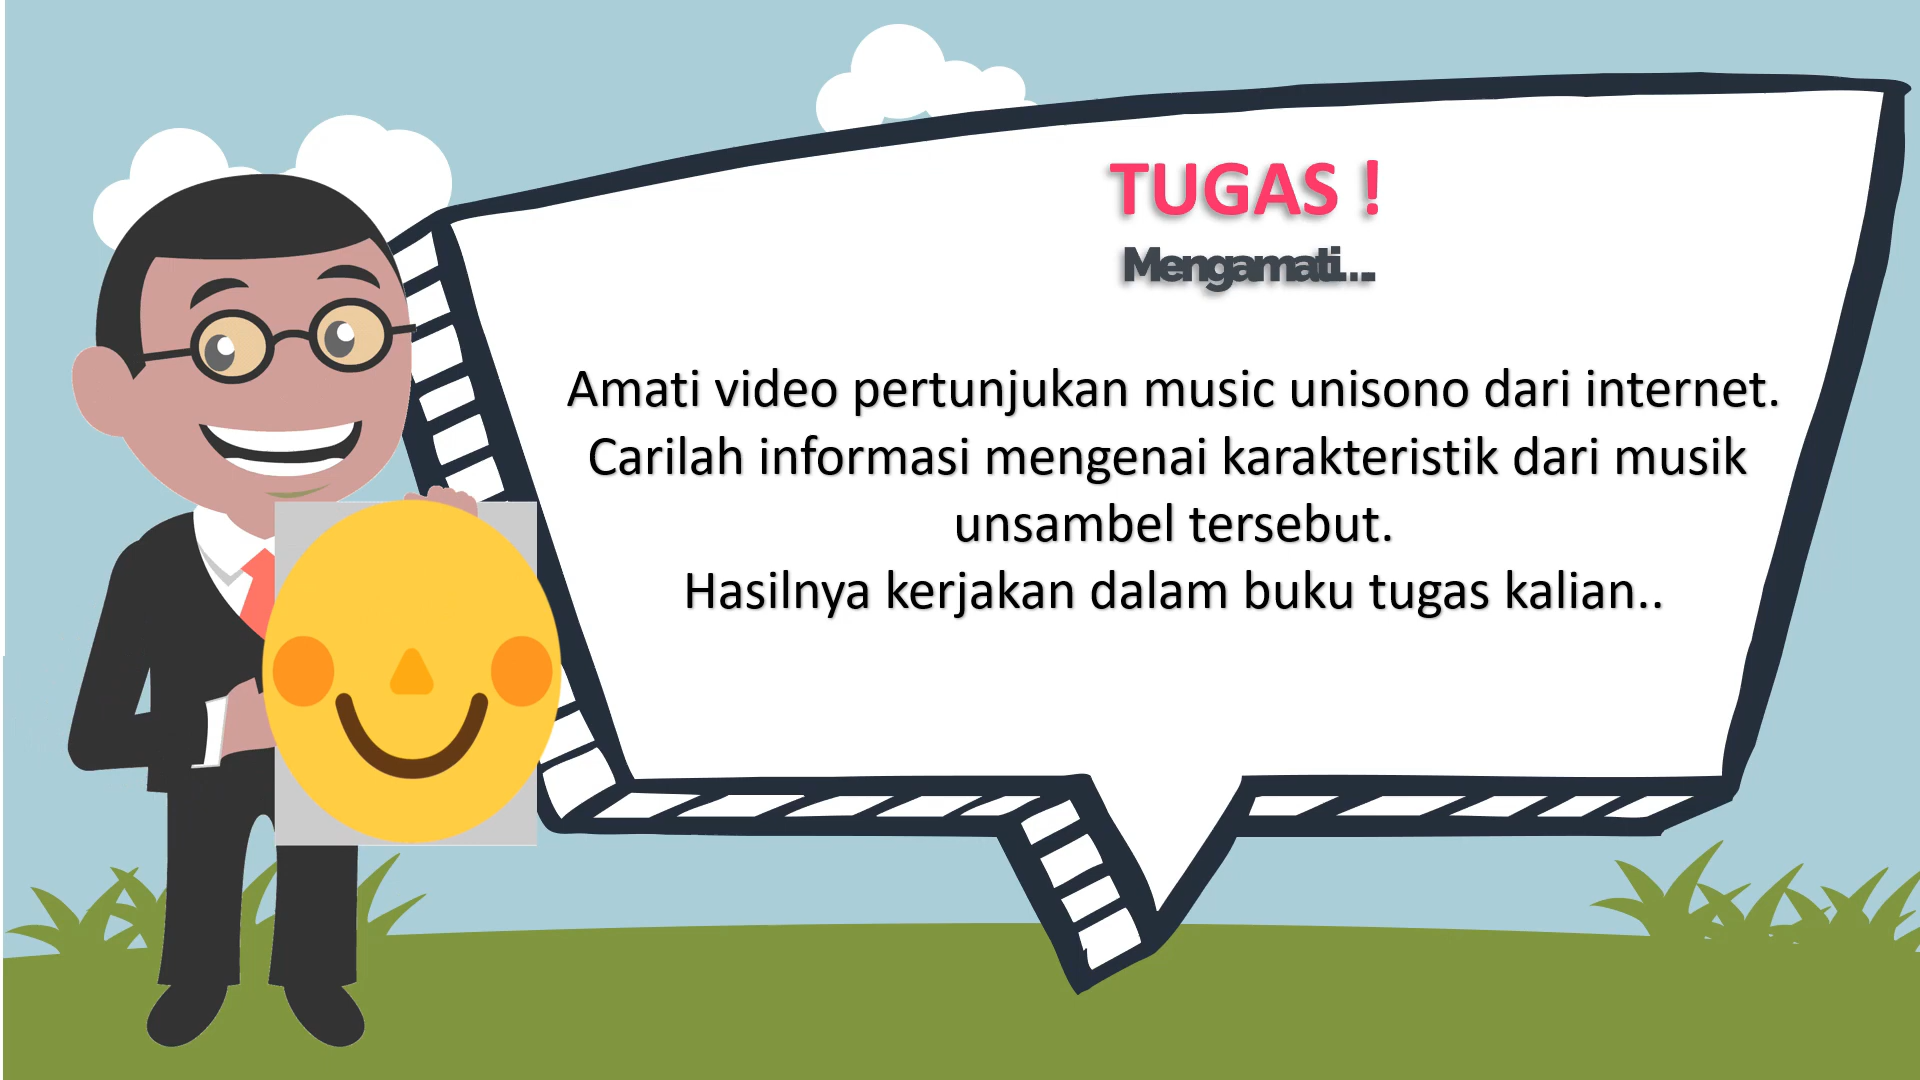 TUGAS !
Mengamati...
Amati video pertunjukan music unisono dari internet.
Carilah informasi mengenai karakteristik dari musik
unsambel tersebut.
Hasilnya kerjakan dalam buku tugas kalian..